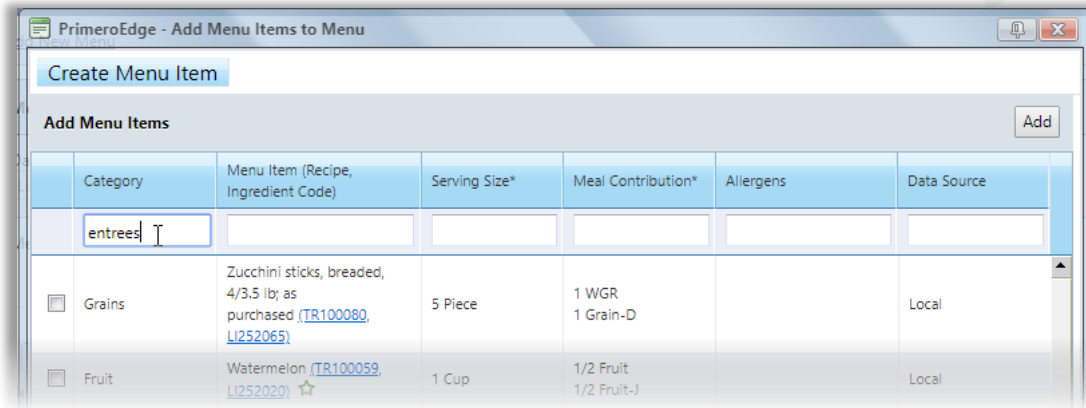 PrimeroEdge - Add Menu Items to Menu
Create Menu Item
Add Menu Items
Add
Category
Menu Item (Recipe,
Ingredient Code)
Serving Size*
Meal Contribution*
Allergens
Data Source
entrees
Grains
Zucchini sticks, breaded,
4/3.5 lb; as
purchased (TR100080,
LI252065)
5 Piece
1 WGR
1 Grain-D
Local
Fruit
Watermelon (TR100059,
LI252020)
1 Cup
1/2 Fruit
1/2 Fruit-J
Local